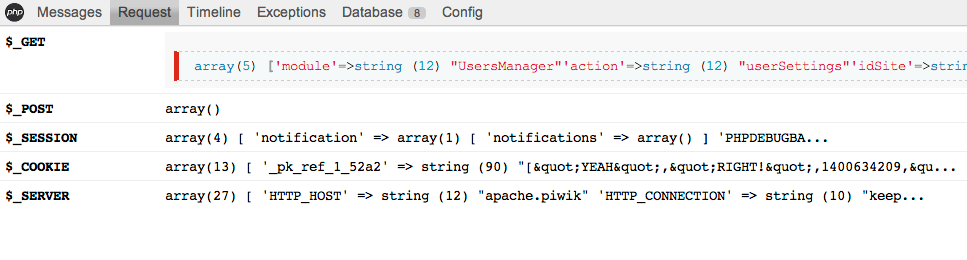 php Messages Request Timeline Exceptions Database 8 Config
$_GET
array(5) ['module'=>string (12) "UsersManager"'action'=>string (12) "userSettings"'idSite'=>strin
$_POST array()
$_SESSION array(4) [ 'notification' => array(1) [ 'notifications' => array() ] 'PHPDEBUGBA...
$_COOKIE array(13) [ '_pk_ref_1_52a2' => string (90) "[&quot;YEAH&quot;,&quot;RIGHT!&quot;,1400634209,&qu...
$_SERVER array(27) [ 'HTTP_HOST' => string (12) "apache.piwik" 'HTTP_CONNECTION' => string (10) "keep...